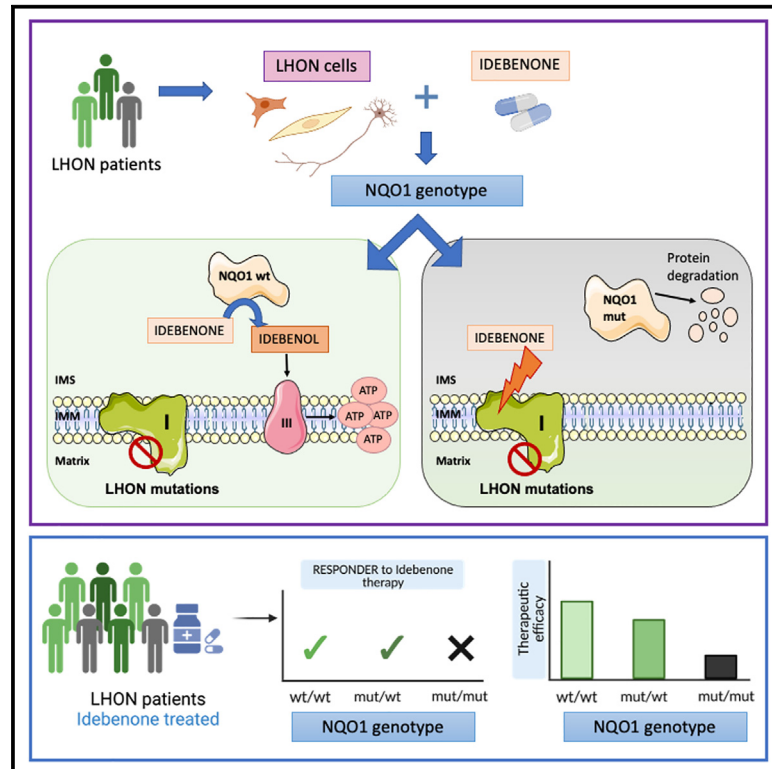 LHON cells
IDEBENONE
LHON patients
NQO1 genotype
NQO1 wt
IDEBENONE
IDEBENOL
IMS
IMM
Matrix
I
III
ATP
ATP
ATP
ATP
LHON mutations
Protein
degradation
NQO1
mut
IDEBENONE
IMS
IMM
Matrix
I
LHON mutations
LHON patients
Idebenone treated
RESPONDER to Idebenone
therapy
wt/wt mut/wt mut/mut
NQO1 genotype
Therapeutic
efficacy
wt/wt mut/wt mut/mut
NQO1 genotype